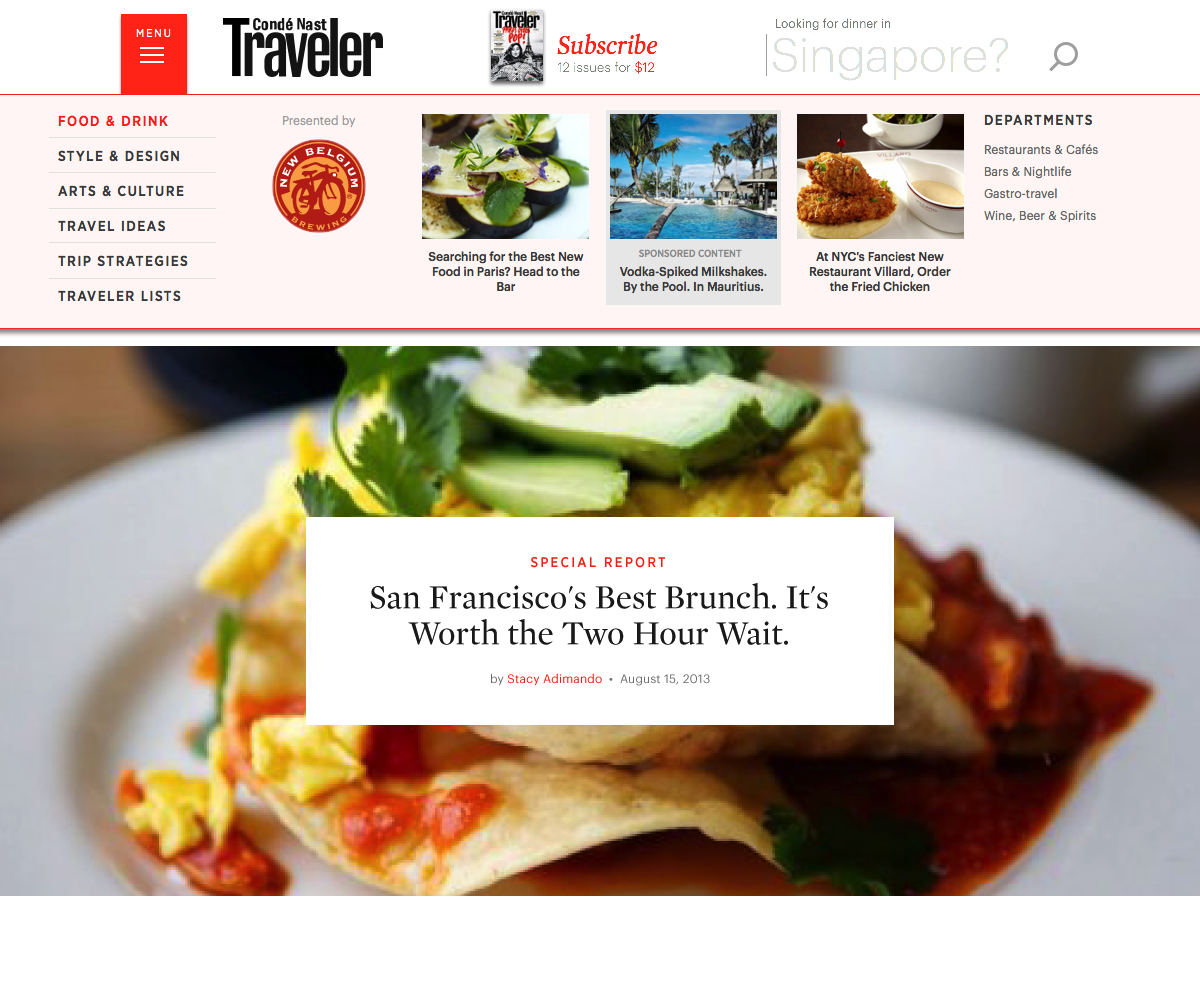 MENU
Condé Nast
Traveler
Traveler
POP!
Subscribe
12 issues for $12
Looking for dinner in
Singapore?
FOOD & DRINK
STYLE & DESIGN
ARTS & CULTURE
TRAVEL IDEAS
TRIP STRATEGIES
TRAVELER LISTS
Presented by
NEW BELGIUM
BREWING
Searching for the Best New
Food in Paris? Head to the
Bar
SPONSORED CONTENT
Vodka-Spiked Milkshakes.
By the Pool. In Mauritius.
VILLARD
At NYC's Fanciest New
Restaurant Villard, Order
the Fried Chicken
DEPARTMENTS
Restaurants & Cafés
Bars & Nightlife
Gastro-travel
Wine, Beer & Spirits
SPECIAL REPORT
San Francisco's Best Brunch. It's
Worth the Two Hour Wait.
by Stacy Adimando • August 15, 2013